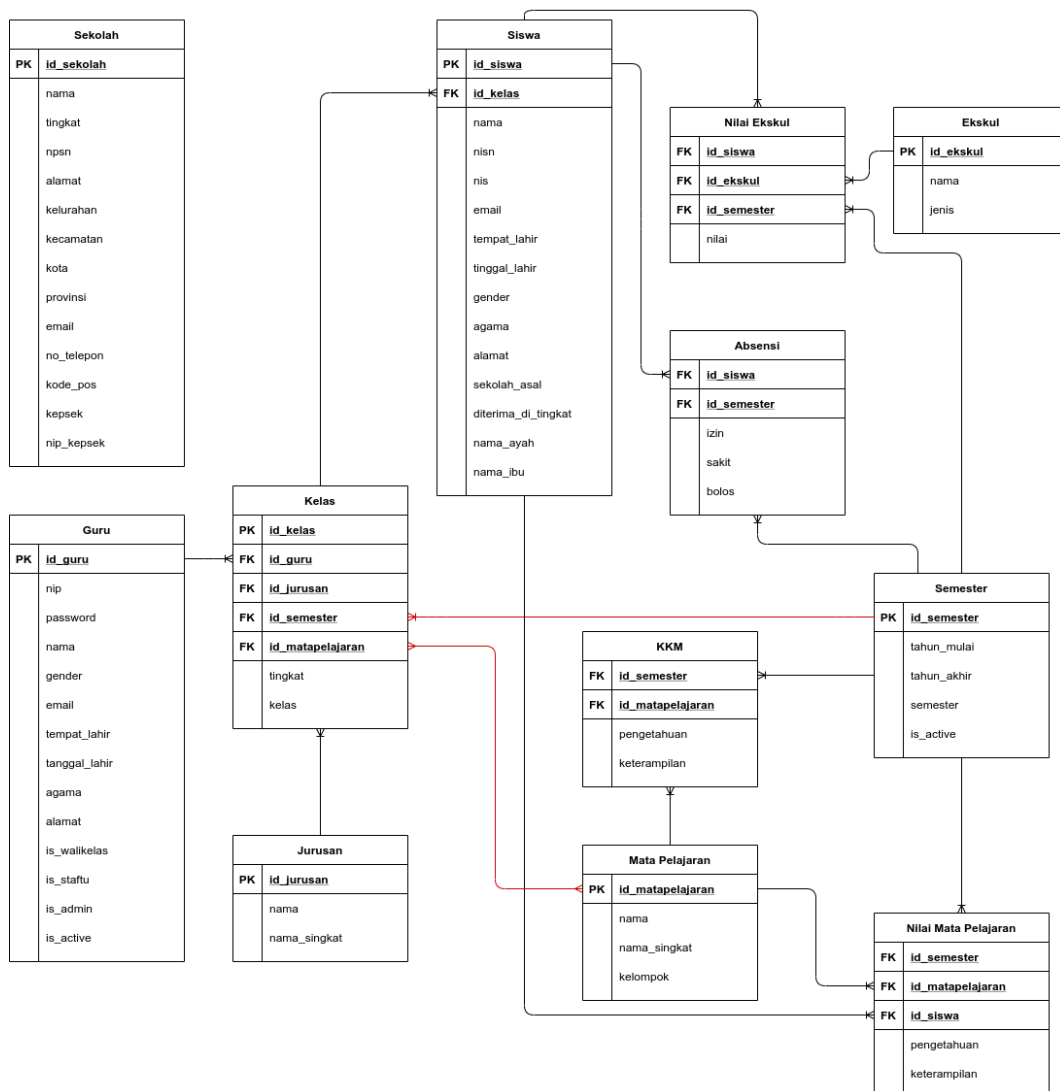 Sekolah
PK id_sekolah
nama
tingkat
npsn
alamat
kelurahan
kecamatan
kota
provinsi
email
no_telepon
kode_pos
kepsek
nip_kepsek
Siswa
PK id_siswa
FK id_kelas
nama
nisn
nis
email
tempat_lahir
tinggal_lahir
gender
agama
alamat
sekolah_asal
diterima_di_tingkat
nama_ayah
nama_ibu
Nilai Ekskul
FK id_siswa
FK id_ekskul
FK id_semester
nilai
Ekskul
PK id_ekskul
nama
jenis
Absensi
FK id_siswa
FK id_semester
izin
sakit
bolos
Guru
PK id_guru
nip
password
nama
gender
email
tempat_lahir
tanggal_lahir
agama
alamat
is_walikelas
is_staftu
is_admin
is_active
Kelas
PK id_kelas
FK id_guru
FK id_jurusan
FK id_semester
FK id_matapelajaran
tingkat
kelas
Jurusan
PK id_jurusan
nama
nama_singkat
KKM
FK id_semester
FK id_matapelajaran
pengetahuan
keterampilan
Semester
PK id_semester
tahun_mulai
tahun_akhir
semester
is_active
Mata Pelajaran
PK id_matapelajaran
nama
nama_singkat
kelompok
Nilai Mata Pelajaran
FK id_semester
FK id_matapelajaran
FK id_siswa
pengetahuan
keterampilan